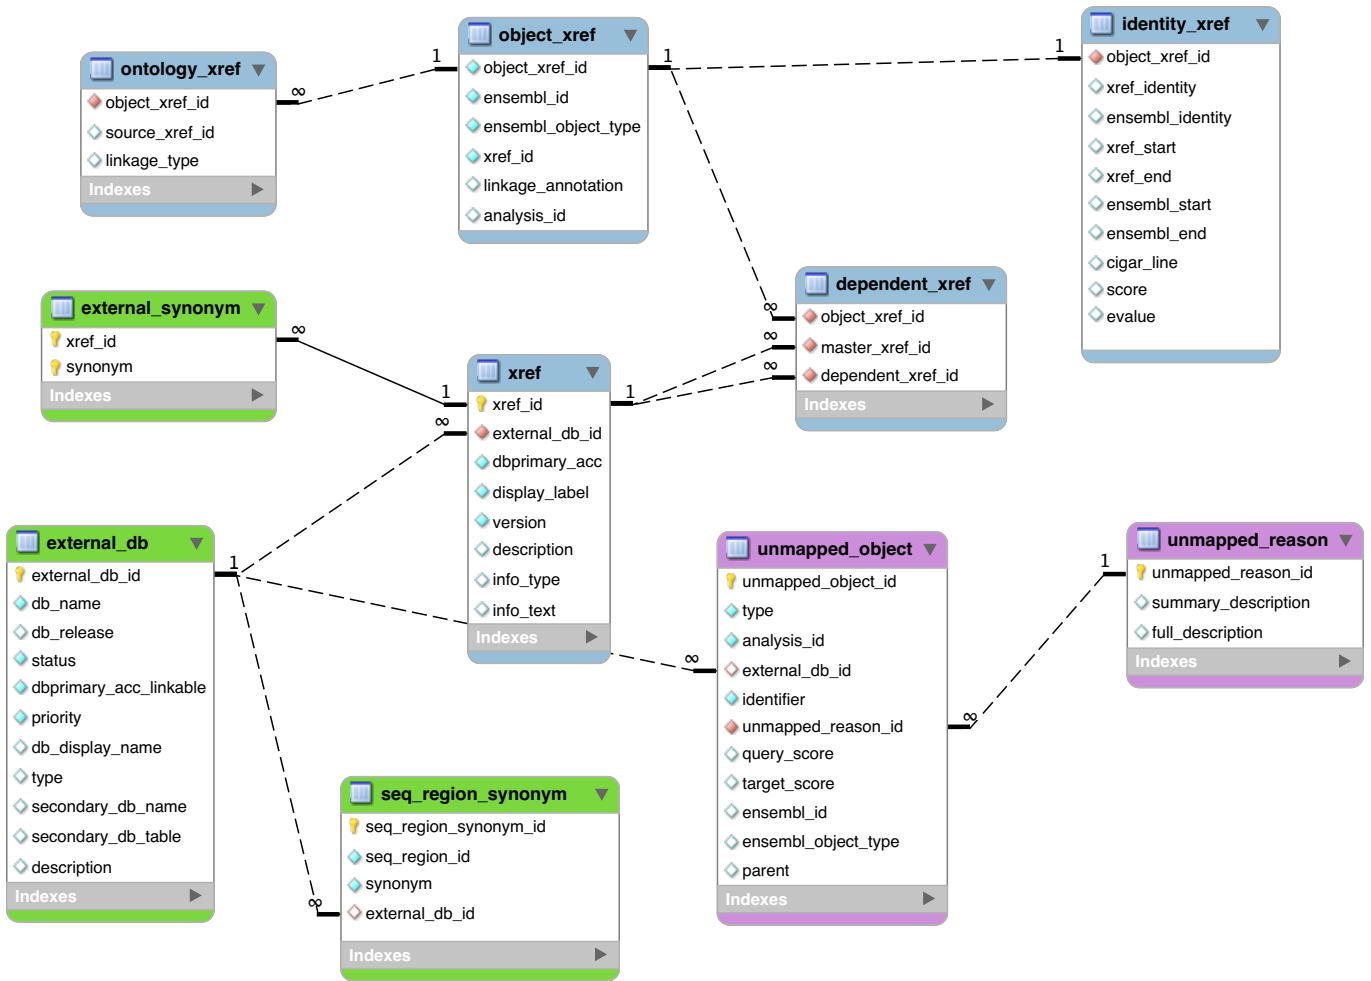 ontology_xref
object_xref_id
source_xref_id
linkage_type
Indexes
object_xref
object_xref_id
ensembl_id
ensembl_object_type
xref_id
linkage_annotation
analysis_id
identity_xref
object_xref_id
xref_identity
ensembl_identity
xref_start
xref_end
ensembl_start
ensembl_end
cigar_line
score
evalue
∞
1
1
1
external_synonym
xref_id
synonym
Indexes
∞
1
∞
xref
xref_id
external_db_id
dbprimary_acc
display_label
version
description
info_type
info_text
Indexes
1
dependent_xref
object_xref_id
master_xref_id
dependent_xref_id
Indexes
∞
∞
∞
external_db
external_db_id
db_name
db_release
status
dbprimary_acc_linkable
priority
db_display_name
type
secondary_db_name
secondary_db_table
description
Indexes
1
seq_region_synonym
seq_region_synonym_id
seq_region_id
synonym
external_db_id
Indexes
∞
unmapped_object
unmapped_object_id
type
analysis_id
external_db_id
identifier
unmapped_reason_id
query_score
target_score
ensembl_id
ensembl_object_type
parent
Indexes
∞
∞
1
unmapped_reason
unmapped_reason_id
summary_description
full_description
Indexes